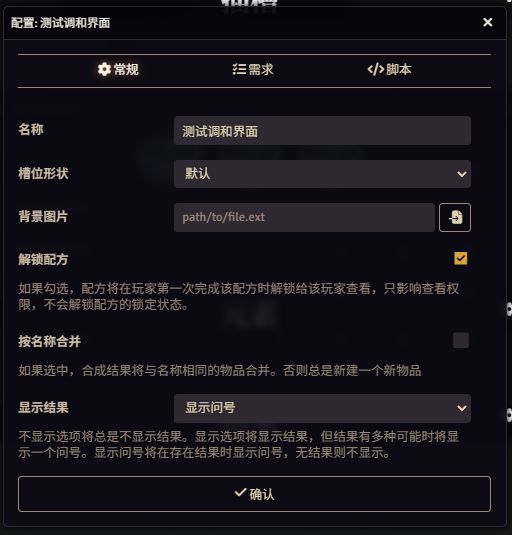 配置: 测试调和界面
常规
需求
脚本
名称
测试调和界面
槽位形状
默认
背景图片
path/to/file.ext
解锁配方
如果勾选，配方将在玩家第一次完成该配方时解锁给该玩家查看，只影响查看权
限，不会解锁配方的锁定状态。
按名称合并
如果选中，合成结果将与名称相同的物品合并。否则总是新建一个新物品
显示结果
显示问号
不显示选项将总是不显示结果。显示选项将显示结果，但结果有多种可能时将显
示一个问号。显示问号将在存在结果时显示问号，无结果则不显示。
确认